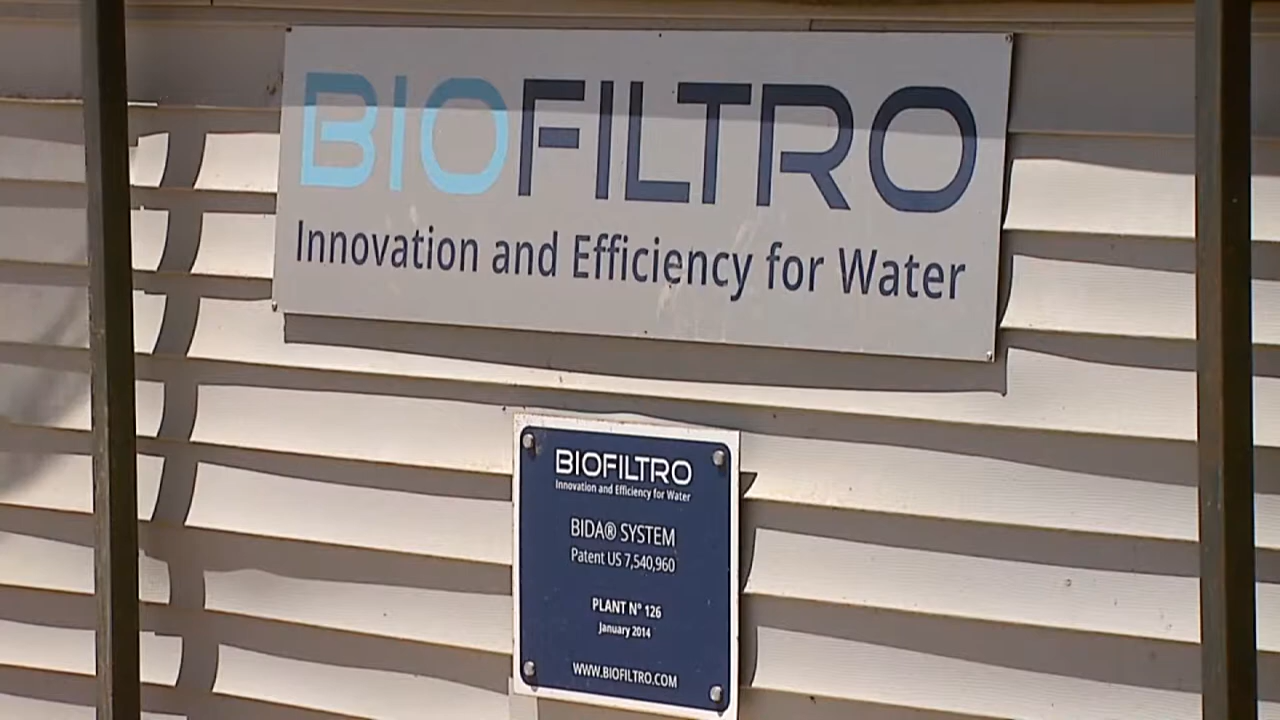 BIOFILTRO
Innovation and Efficiency for Water
BIOFILTRO
Innovation and Efficiency for Water
BIDA® SYSTEM
Patent US 7,540,960
PLANT N° 126
January 2014
WWW.BIOFILTRO.COM